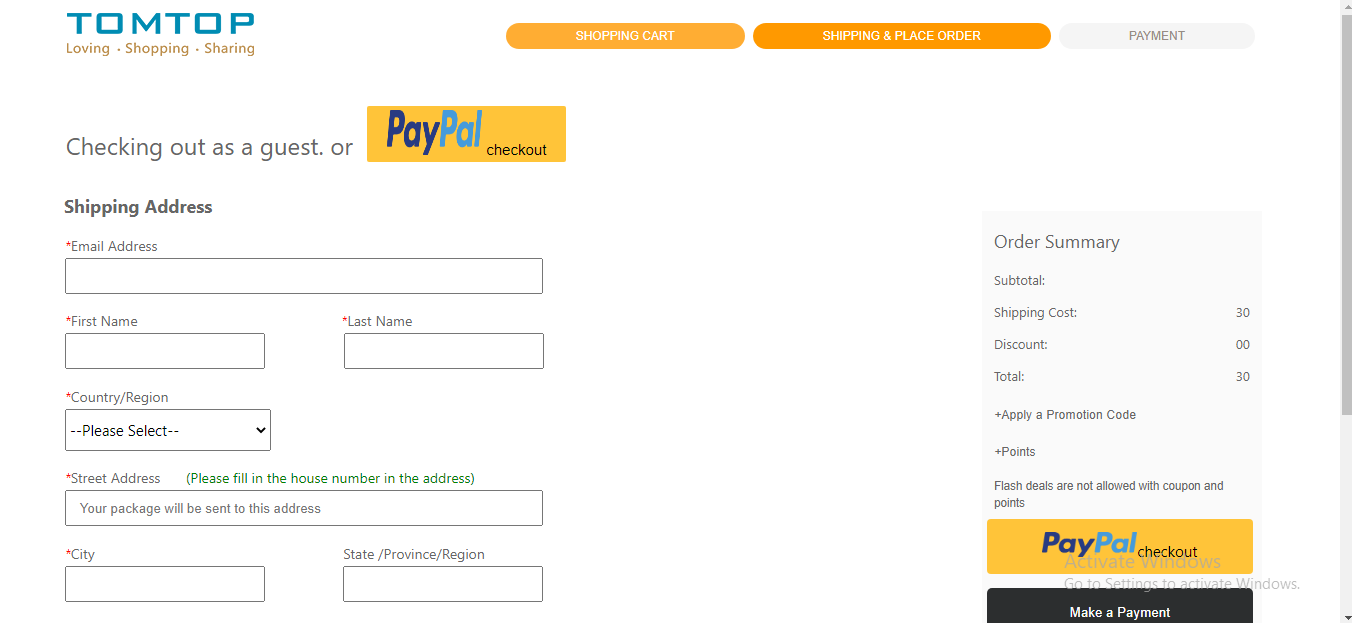 TOMTOP
Loving · Shopping · Sharing
SHOPPING CART
SHIPPING & PLACE ORDER
PAYMENT
Checking out as a guest. or
PayPal checkout
Shipping Address
*Email Address
*First Name
*Last Name
*Country/Region
--Please Select--
*Street Address (Please fill in the house number in the address)
Your package will be sent to this address
*City
State /Province/Region
Order Summary
Subtotal:
Shipping Cost: 30
Discount: 00
Total: 30
+Apply a Promotion Code
+Points
Flash deals are not allowed with coupon and
points
PayPal checkout
Activate Windows
Go to Settings to activate Windows.
Make a Payment